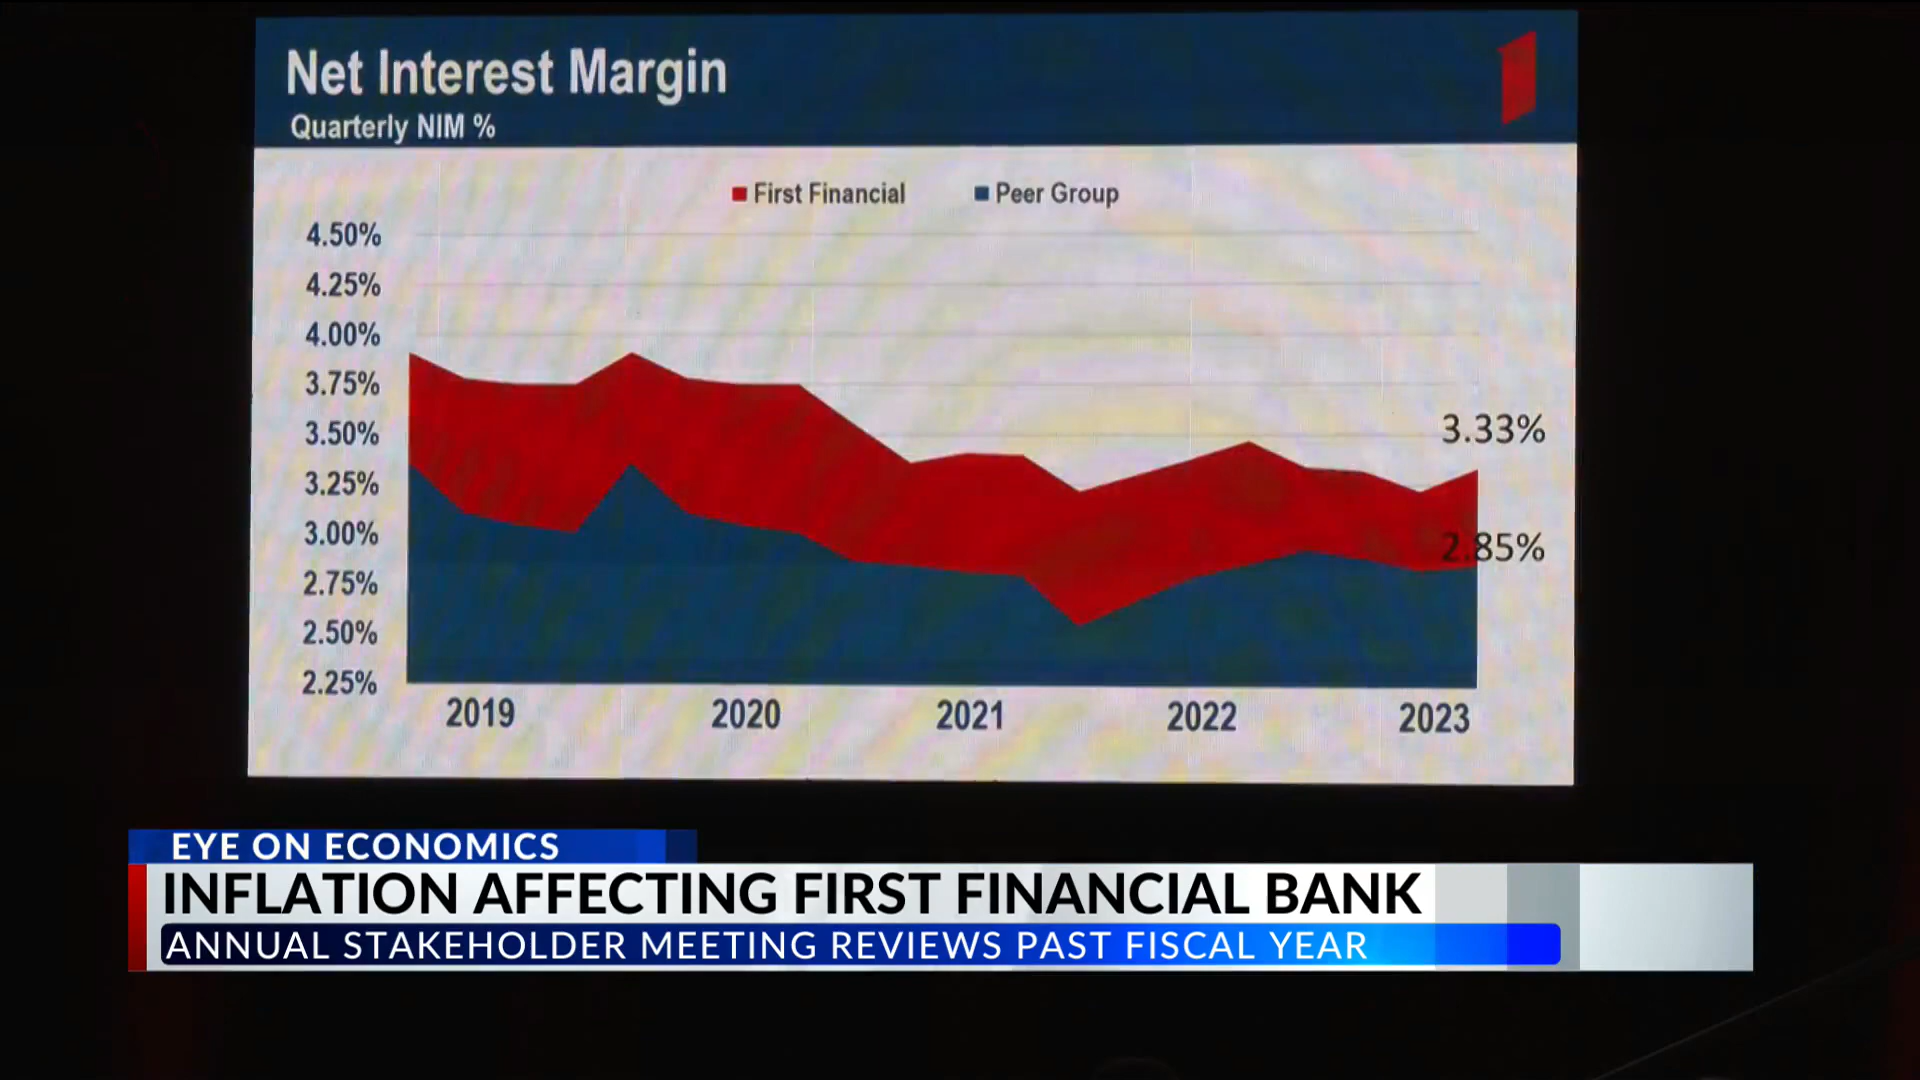 Net Interest Margin
Quarterly NIM %
First Financial
Peer Group
4.50%
4.25%
4.00%
3.75%
3.50%
3.25%
3.00%
2.75%
2.50%
2.25%
3.33%
2.85%
2019
2020
2021
2022
2023
EYE ON ECONOMICS
INFLATION AFFECTING FIRST FINANCIAL BANK
ANNUAL STAKEHOLDER MEETING REVIEWS PAST FISCAL YEAR